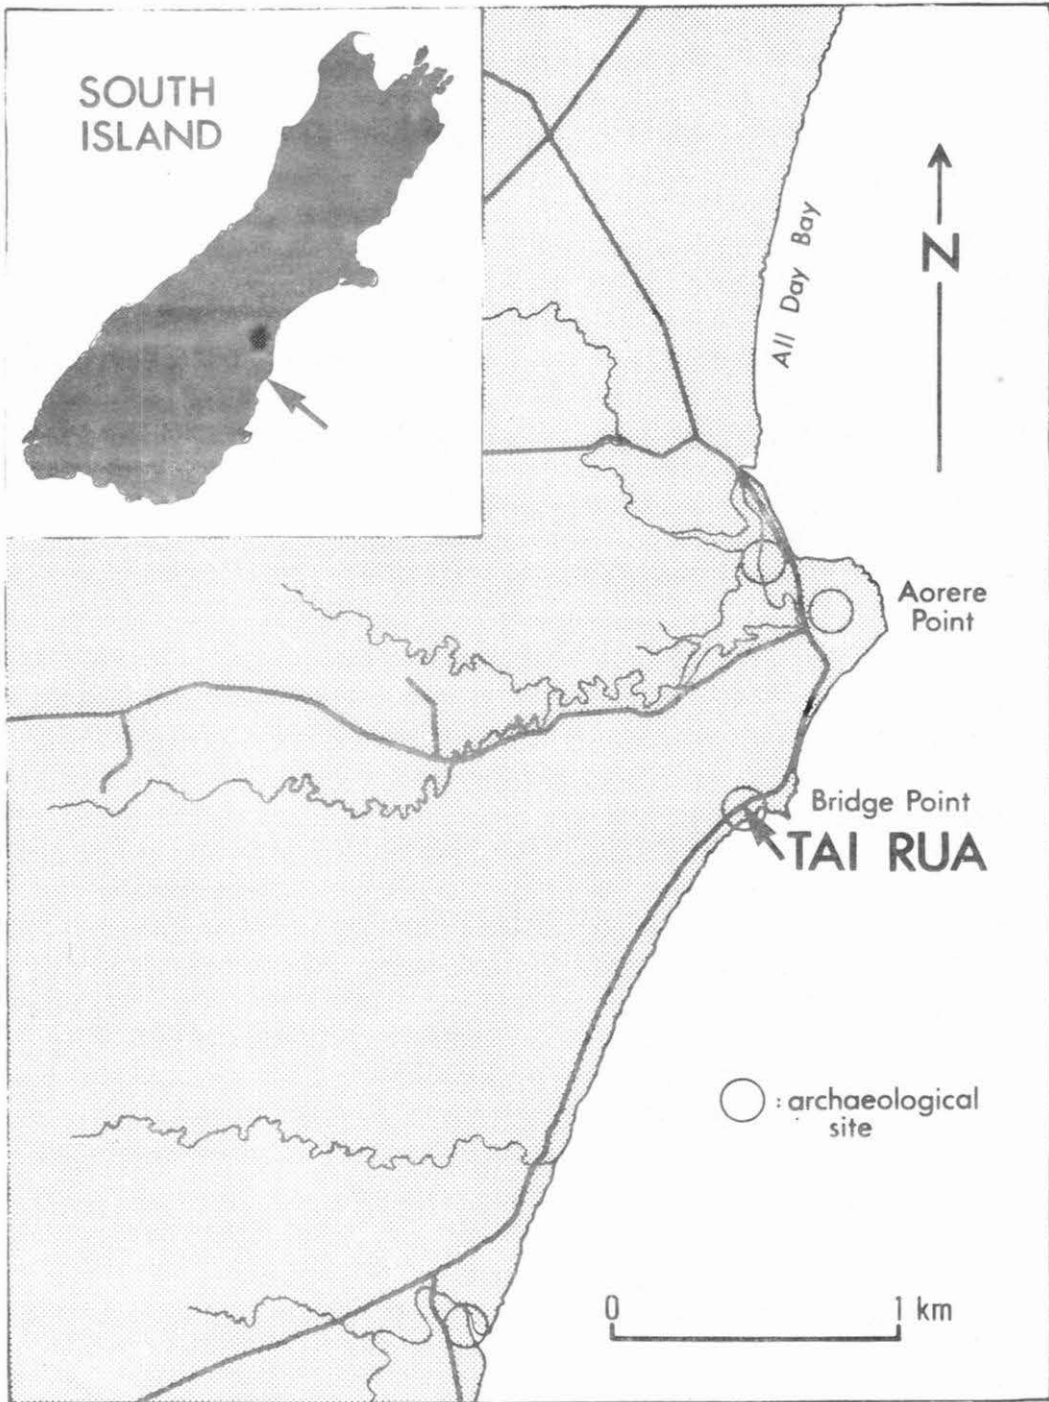 SOUTH
ISLAND
All Day Bay
N
Aorere
Point
Bridge Point
TAI RUA
: archaeological
site
0 1 km